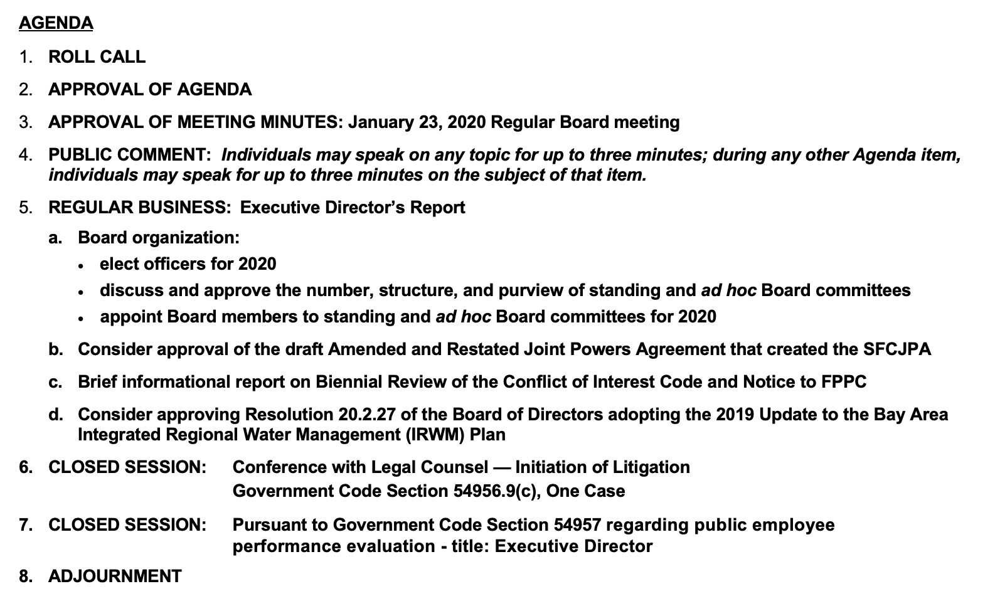 AGENDA
1. ROLL CALL
2. APPROVAL OF AGENDA
3. APPROVAL OF MEETING MINUTES: January 23, 2020 Regular Board meeting
4. PUBLIC COMMENT: Individuals may speak on any topic for up to three minutes; during any other Agenda item,
individuals may speak for up to three minutes on the subject of that item.
5. REGULAR BUSINESS: Executive Director’s Report
a. Board organization:
• elect officers for 2020
• discuss and approve the number, structure, and purview of standing and ad hoc Board committees
• appoint Board members to standing and ad hoc Board committees for 2020
b. Consider approval of the draft Amended and Restated Joint Powers Agreement that created the SFCJPA
c. Brief informational report on Biennial Review of the Conflict of Interest Code and Notice to FPPC
d. Consider approving Resolution 20.2.27 of the Board of Directors adopting the 2019 Update to the Bay Area
Integrated Regional Water Management (IRWM) Plan
6. CLOSED SESSION: Conference with Legal Counsel — Initiation of Litigation
Government Code Section 54956.9(c), One Case
7. CLOSED SESSION: Pursuant to Government Code Section 54957 regarding public employee
performance evaluation - title: Executive Director
8. ADJOURNMENT